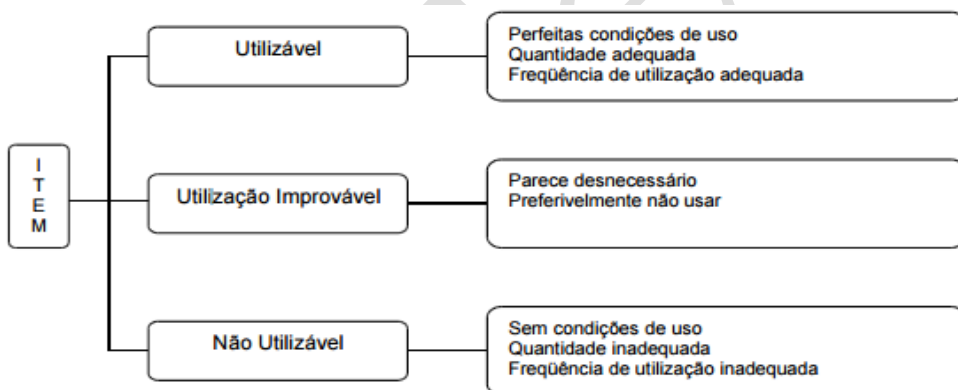 Utilizável
Perfeitas condições de uso
Quantidade adequada
Freqüência de utilização adequada
I
T
E
M
Utilização Improvável
Parece desnecessário
Preferivelmente não usar
Não Utilizável
Sem condições de uso
Quantidade inadequada
Freqüência de utilização inadequada